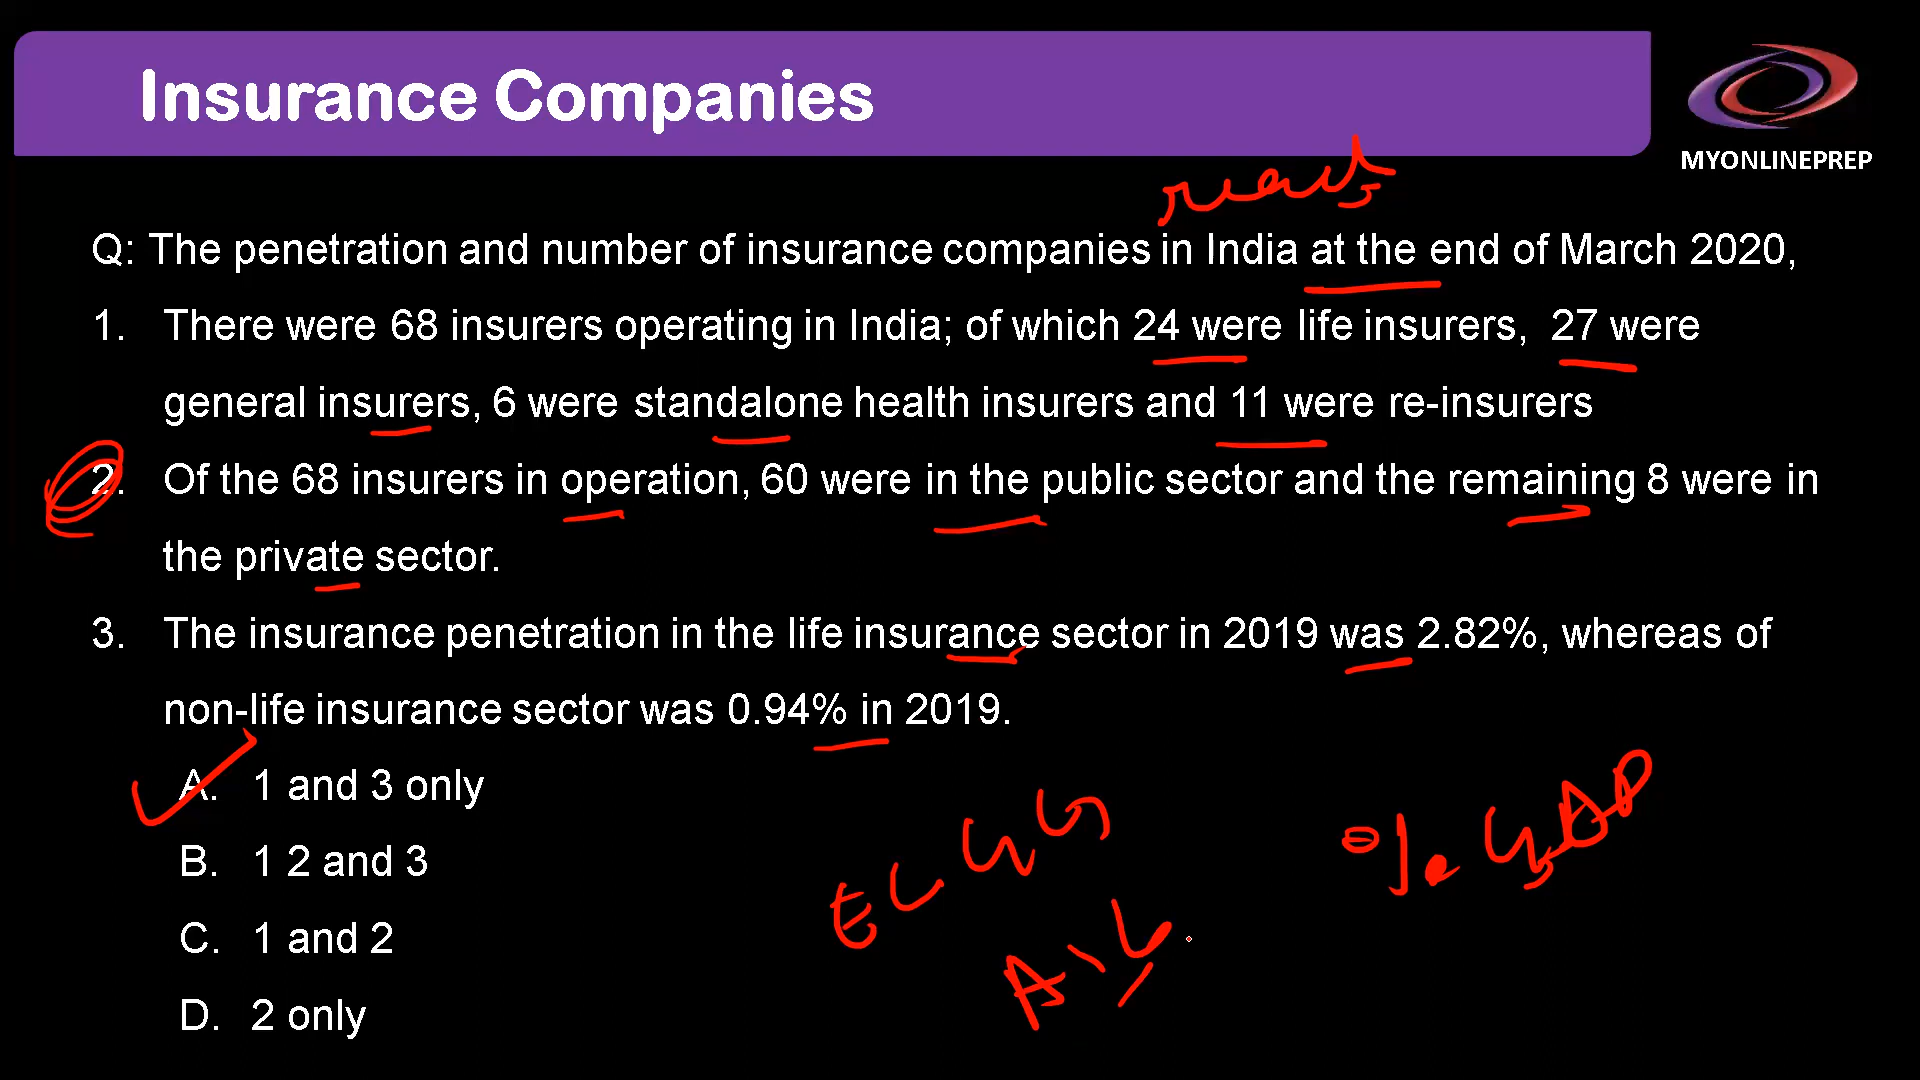 Insurance Companies
MYONLINEPREP
Q: The penetration and number of insurance companies in India at the end of March 2020,
1. There were 68 insurers operating in India; of which 24 were life insurers, 27 were
general insurers, 6 were standalone health insurers and 11 were re-insurers
2. Of the 68 insurers in operation, 60 were in the public sector and the remaining 8 were in
the private sector.
3. The insurance penetration in the life insurance sector in 2019 was 2.82%, whereas of
non-life insurance sector was 0.94% in 2019.
A. 1 and 3 only
B. 1 2 and 3
C. 1 and 2
D. 2 only